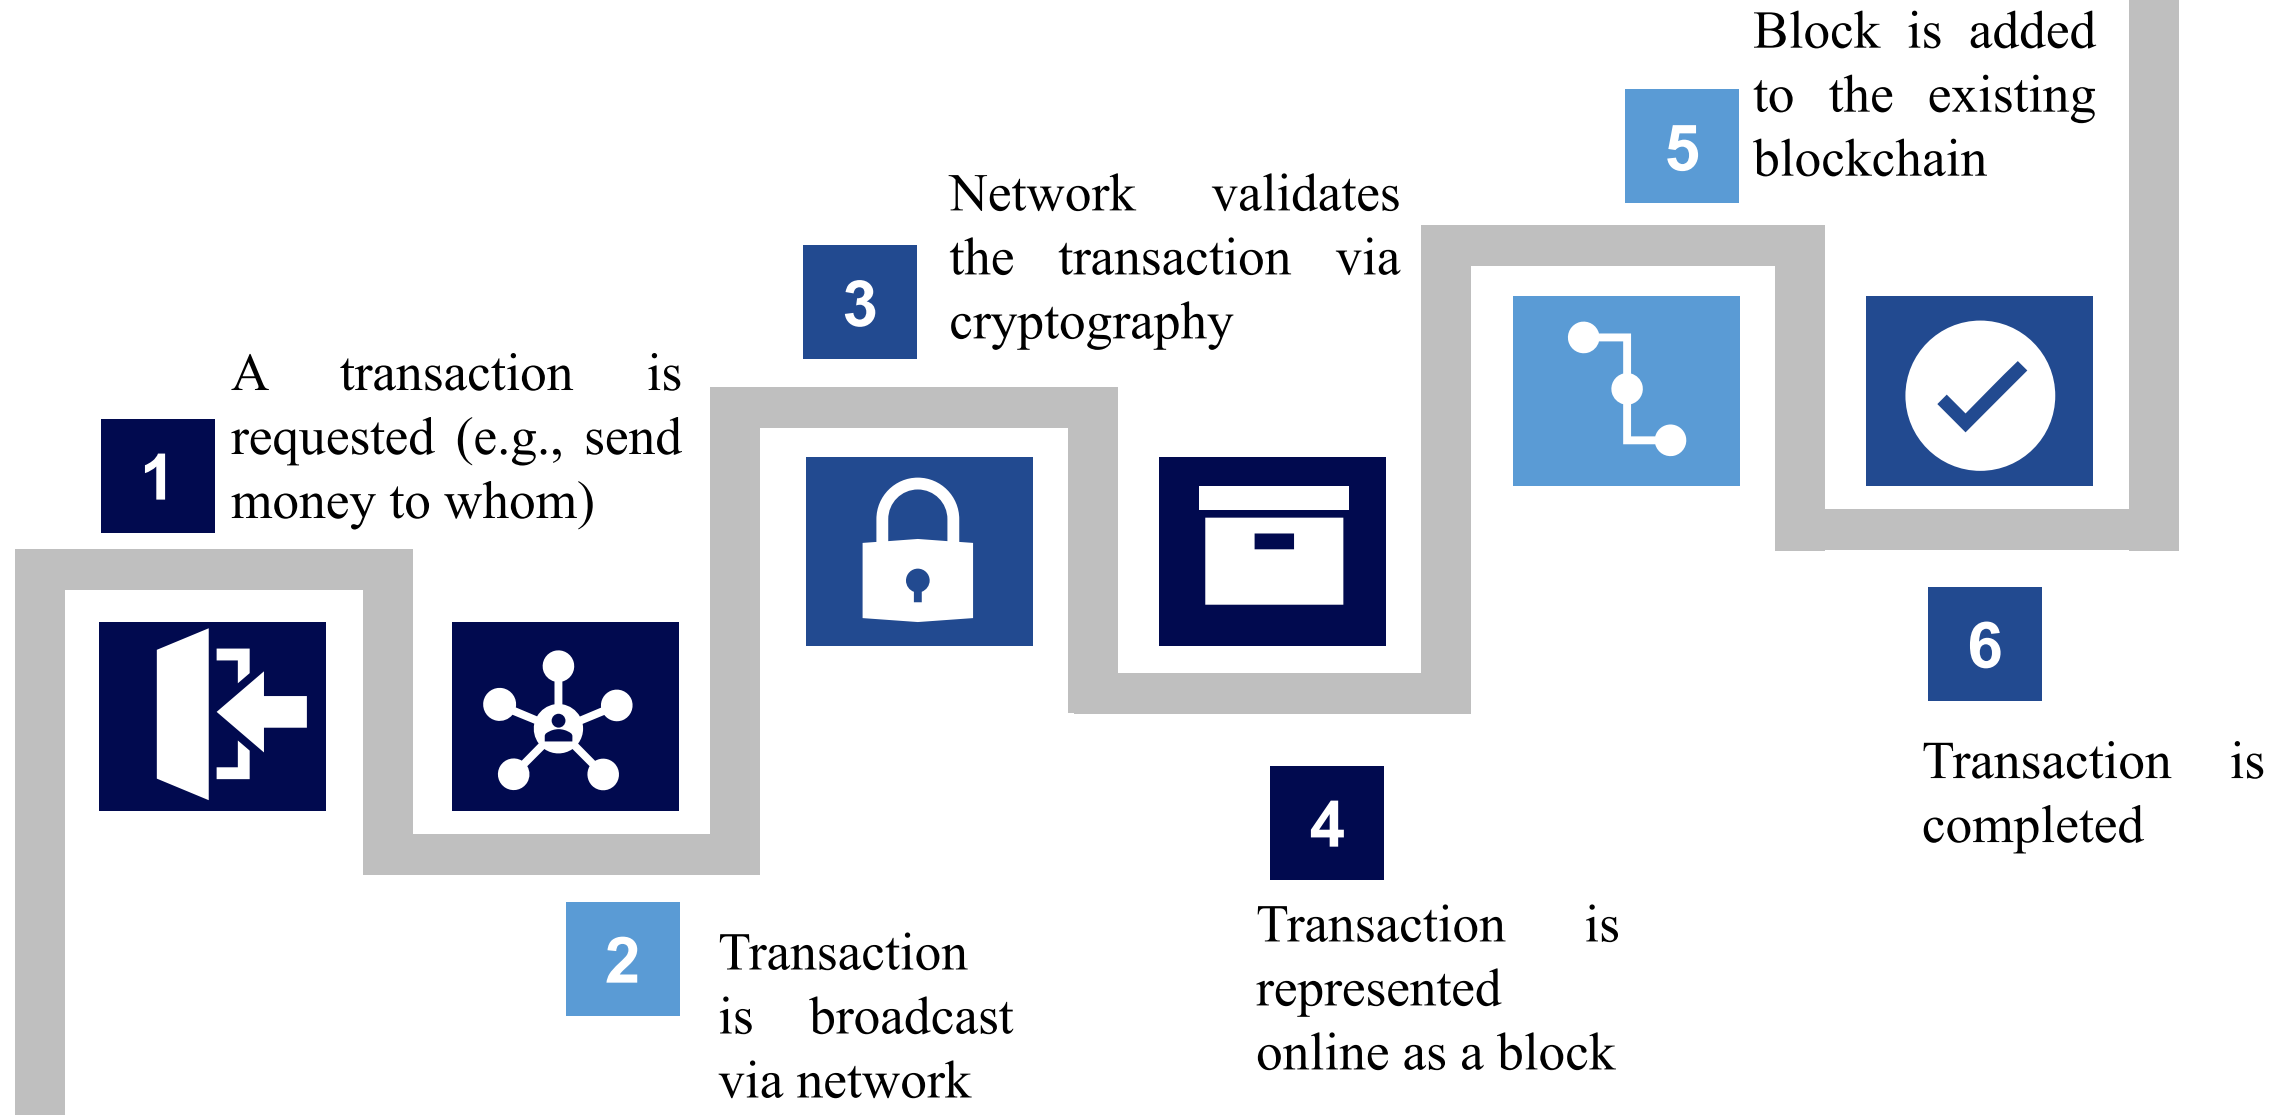 1
A transaction is
requested (e.g., send
money to whom)
2
Transaction
is broadcast
via network
3
Network validates
the transaction via
cryptography
4
Transaction is
represented
online as a block
5
Block is added
to the existing
blockchain
6
Transaction is
completed